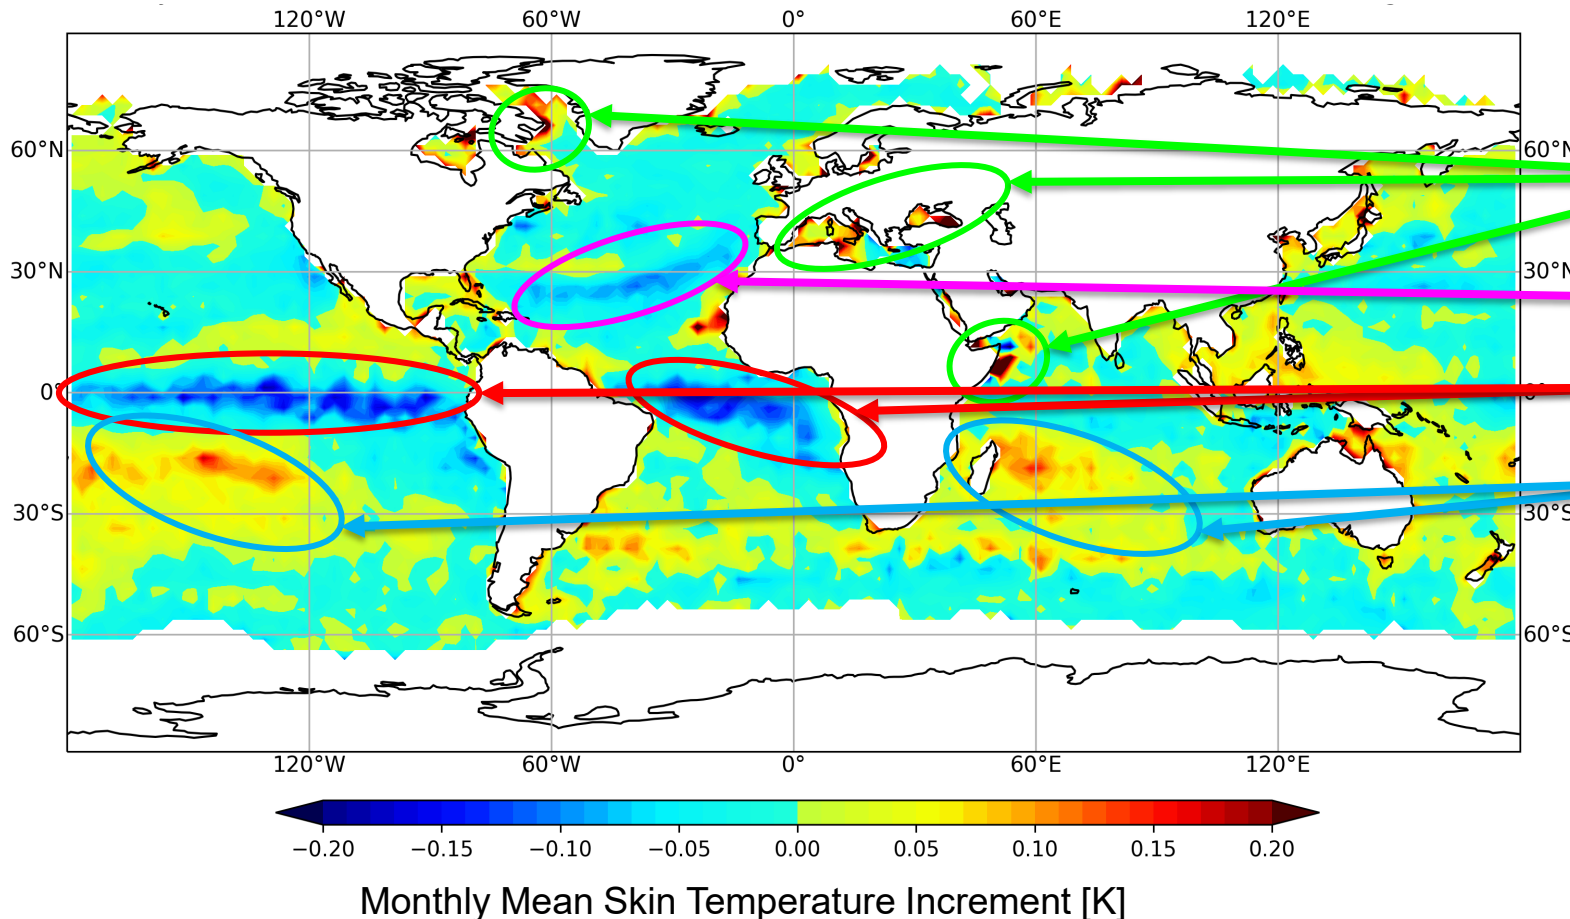 120°W 60°W 0° 60°E 120°E
60°N 60°N
30°N 30°N
0° 0°
30°S 30°S
60°S 60°S
120°W 60°W 0° 60°E 120°E
−0.20 −0.15 −0.10 −0.05 0.00 0.05 0.10 0.15 0.20
Monthly Mean Skin Temperature Increment [K]